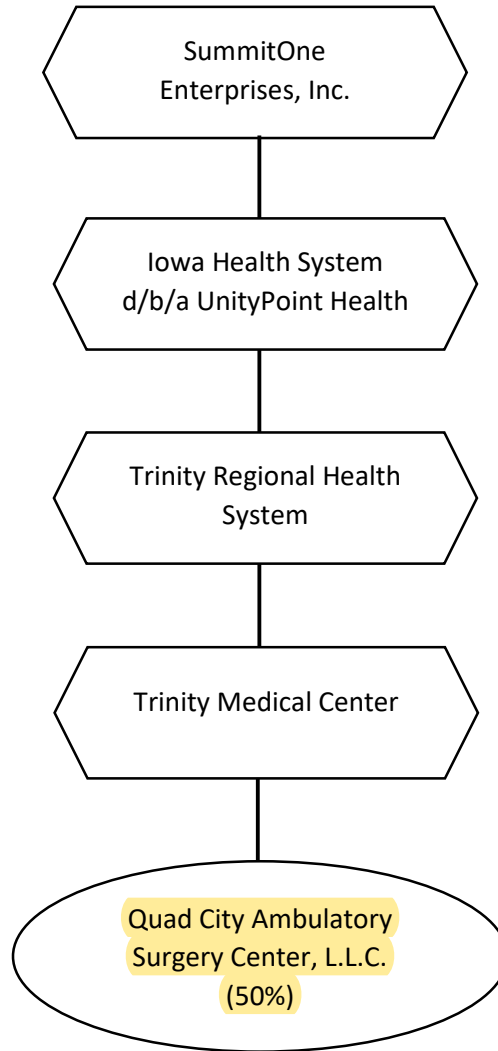 SummitOne
Enterprises, Inc.
Iowa Health System
d/b/a UnityPoint Health
Trinity Regional Health
System
Trinity Medical Center
Quad City Ambulatory
Surgery Center, L.L.C.
(50%)